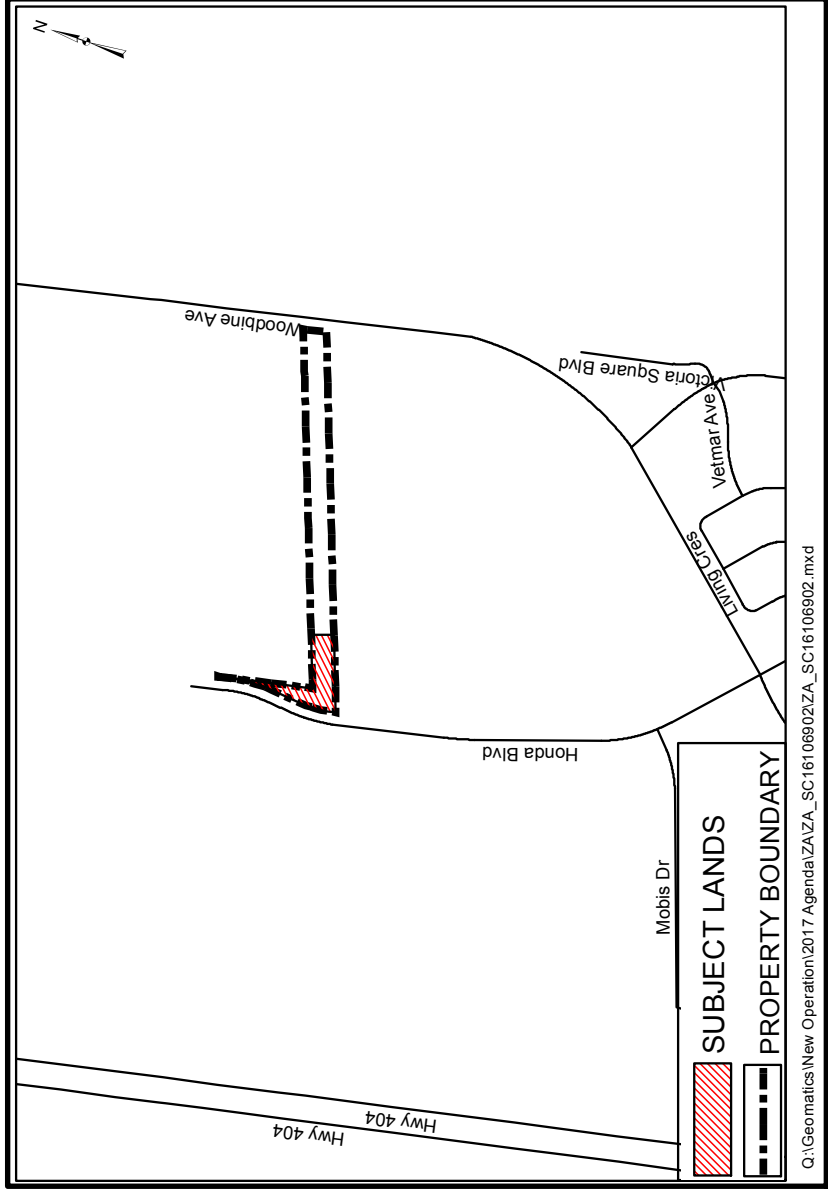 N
Woodbine Ave
Victoria Square Blvd
Vetmar Ave
Living Cres
Honda Blvd
Mobis Dr
Hwy 404
Hwy 404
SUBJECT LANDS
PROPERTY BOUNDARY
Q:\Geomatics\New Operation\2017 Agenda\ZA\ZA_SC16106902\ZA_SC16106902.mxd